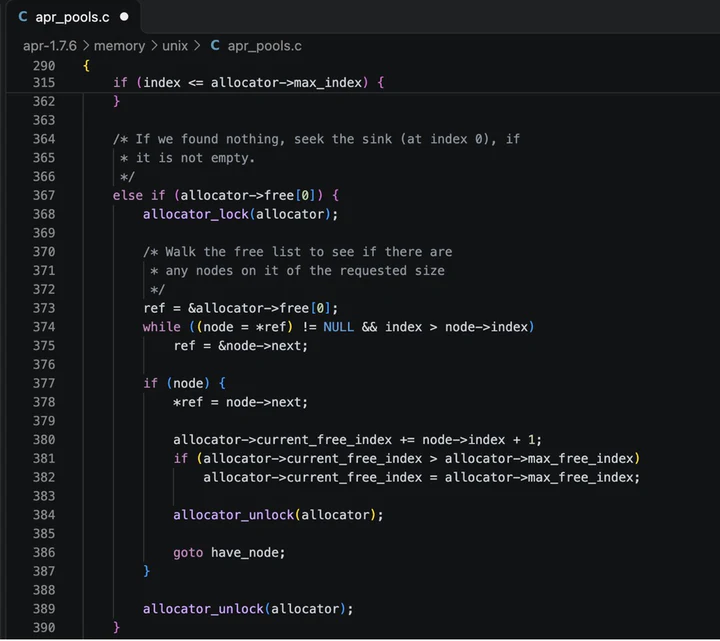 C apr_pools.c ●
apr-1.7.6 > memory > unix > C apr_pools.c
290 {
315     if (index <= allocator->max_index) {
362     }
363
364     /* If we found nothing, seek the sink (at index 0), if
365      * it is not empty.
366      */
367     else if (allocator->free[0]) {
368         allocator_lock(allocator);
369
370         /* Walk the free list to see if there are
371          * any nodes on it of the requested size
372          */
373         ref = &allocator->free[0];
374         while ((node = *ref) != NULL && index > node->index)
375             ref = &node->next;
376
377         if (node) {
378             *ref = node->next;
379
380             allocator->current_free_index += node->index + 1;
381             if (allocator->current_free_index > allocator->max_free_index)
382                 allocator->current_free_index = allocator->max_free_index;
383
384             allocator_unlock(allocator);
385
386             goto have_node;
387         }
388
389         allocator_unlock(allocator);
390     }